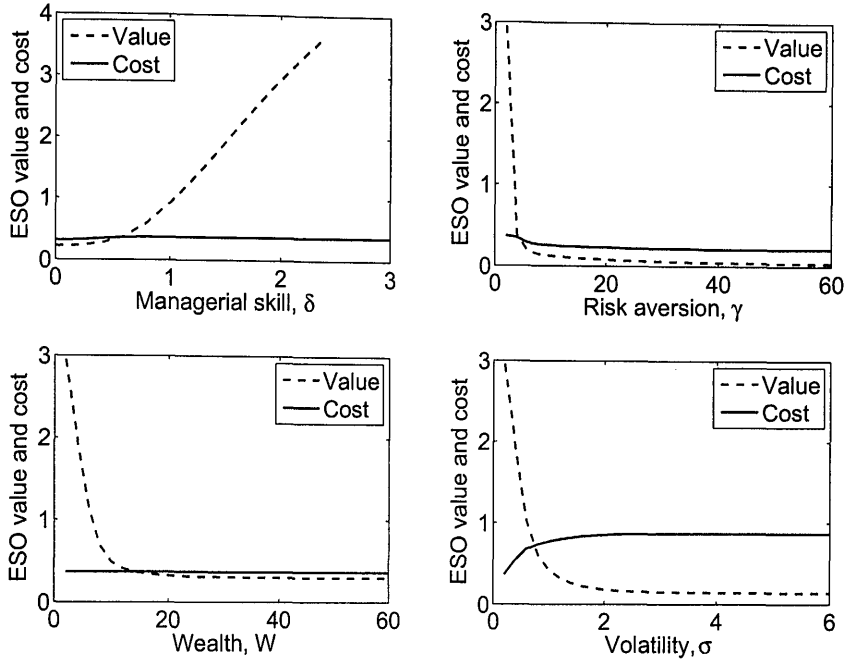 4
3
2
1
0
ESO value and cost
Value
Cost
0 1 2 3
Managerial skill, δ
3
2
1
0
ESO value and cost
Value
Cost
0 20 40 60
Risk aversion, γ
3
2
1
0
ESO value and cost
Value
Cost
0 20 40 60
Wealth, W
3
2
1
0
ESO value and cost
Value
Cost
0 2 4 6
Volatility, σ